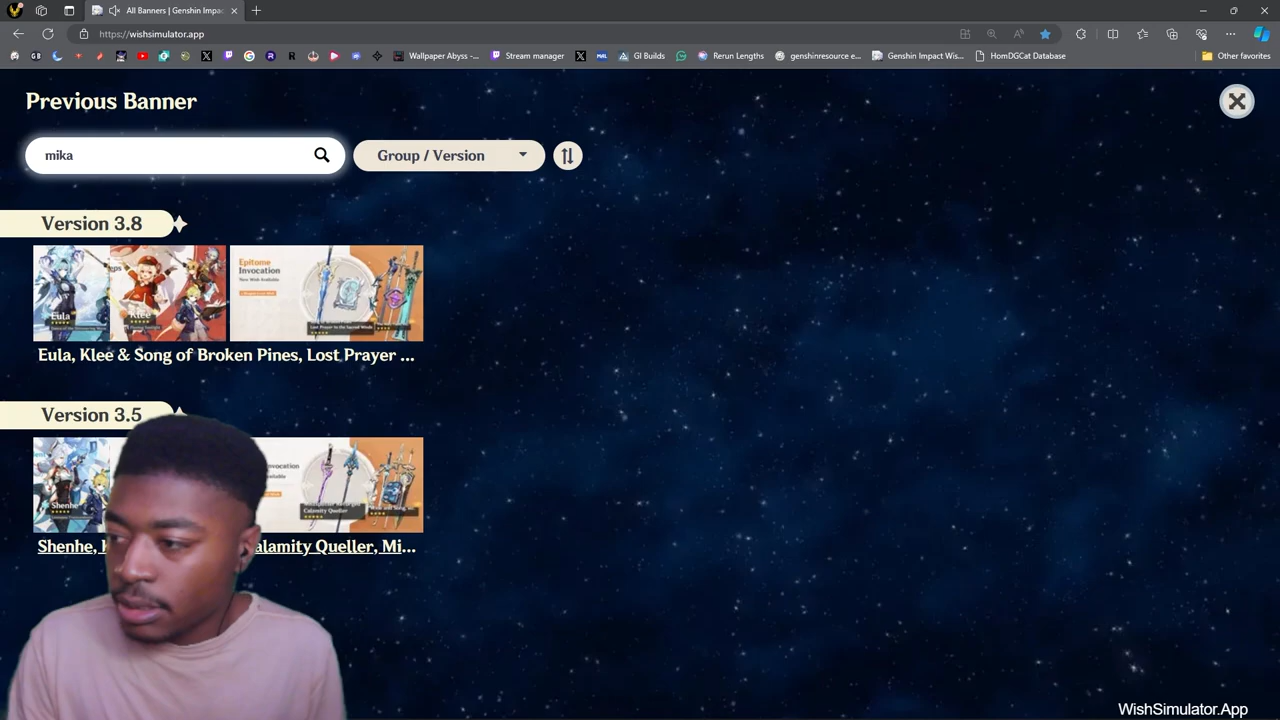 All Banners | Genshin Impac
https://wishsimulator.app
Wallpaper Abyss -...
Stream manager
GI Builds
Rerun Lengths
genshinresource e...
Genshin Impact Wis...
HomDGCat Database
Other favorites
Previous Banner
mika
Group / Version
Version 3.8
Eula
Klee
Epitome
Invocation
Eula, Klee & Song of Broken Pines, Lost Prayer ...
Version 3.5
Shenhe
nvocation
Calamity Queller
Shenhe,
alamity Queller, Mi...
WishSimulator.App